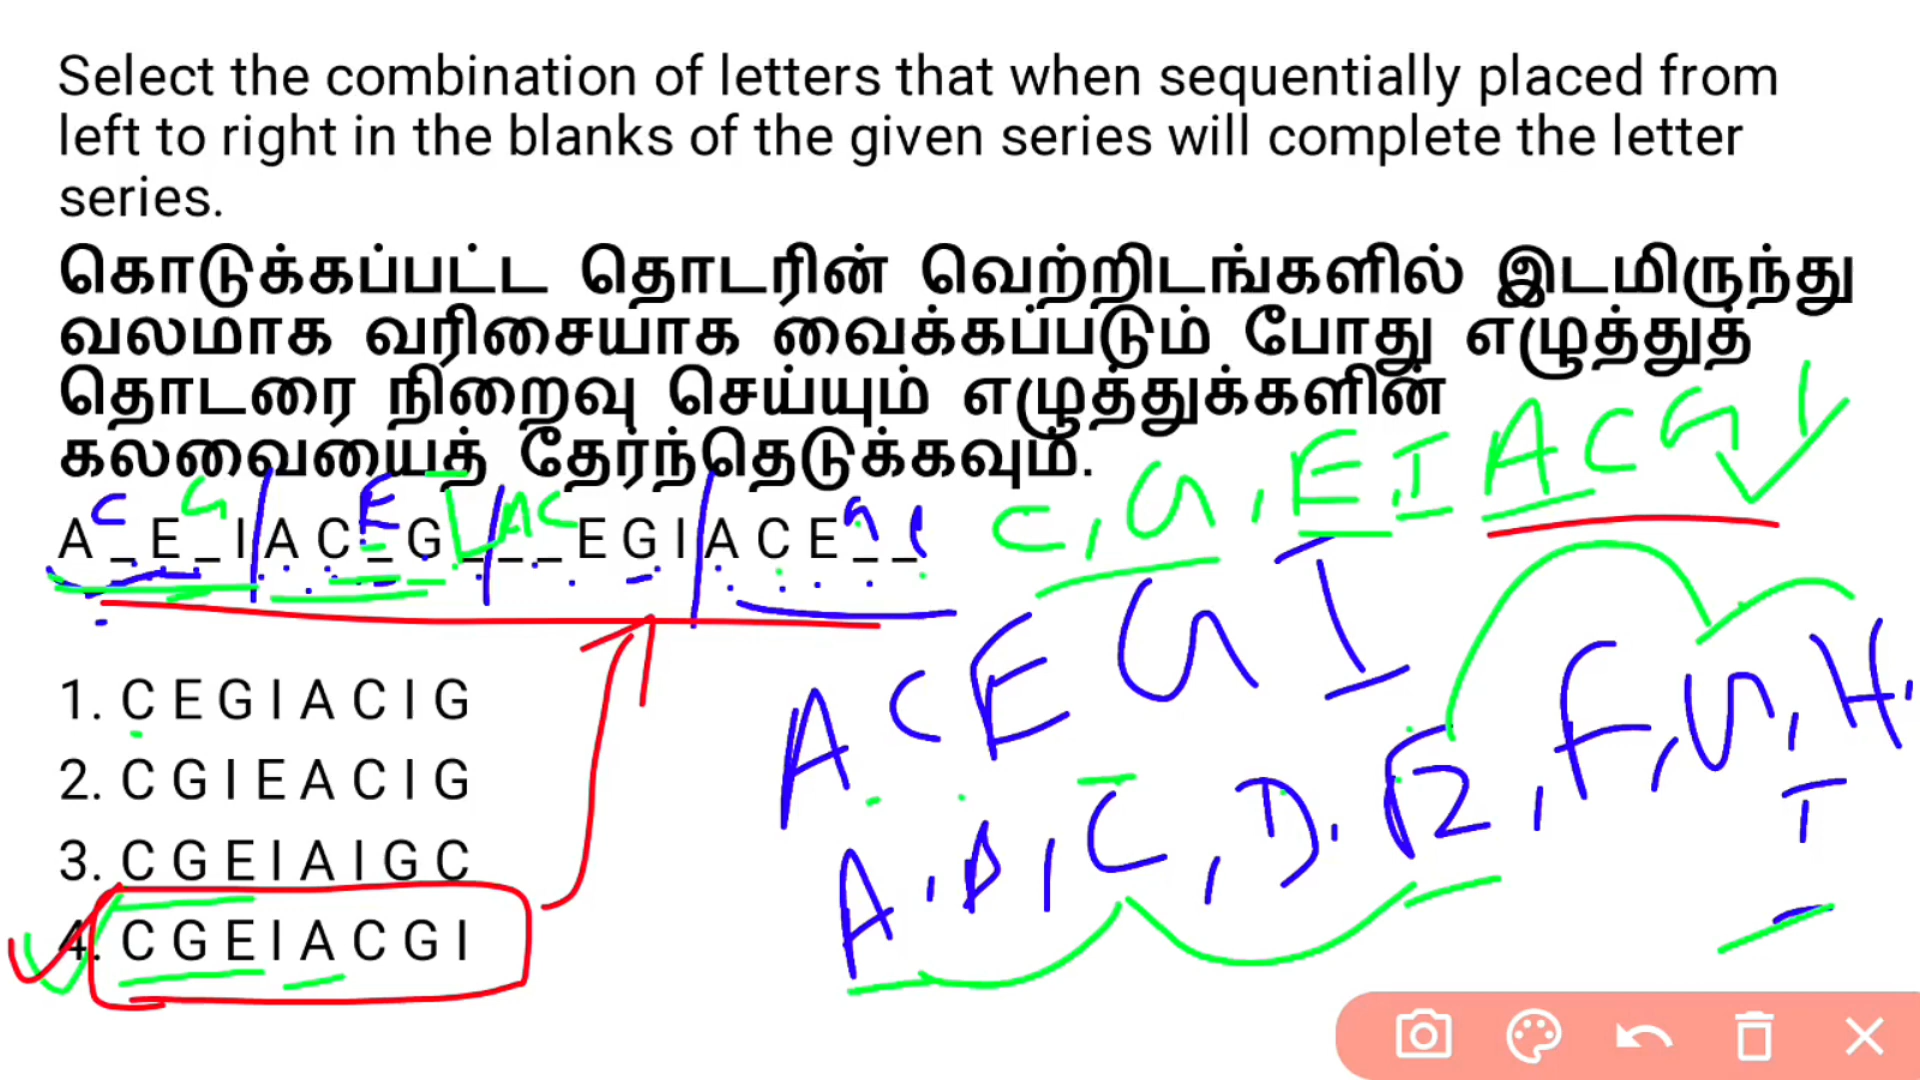 Select the combination of letters that when sequentially placed from
left to right in the blanks of the given series will complete the letter
series.
கொடுக்கப்பட்ட தொடரின் வெற்றிடங்களில் இடமிருந்து
வலமாக வரிசையாக வைக்கப்படும் போது எழுத்துத்
தொடரை நிறைவு செய்யும் எழுத்துக்களின்
கலவையைத் தேர்ந்தெடுக்கவும்.
C, G, E, I A C G I
C G E I A C G I
A _ E _ I A C _ G _ _ _ E G I A C E _ _
A C E G I
1. C E G I A C I G
2. C G I E A C I G
3. C G E I A I G C
4. C G E I A C G I
A, B, C, D, E, F, G, H,
I